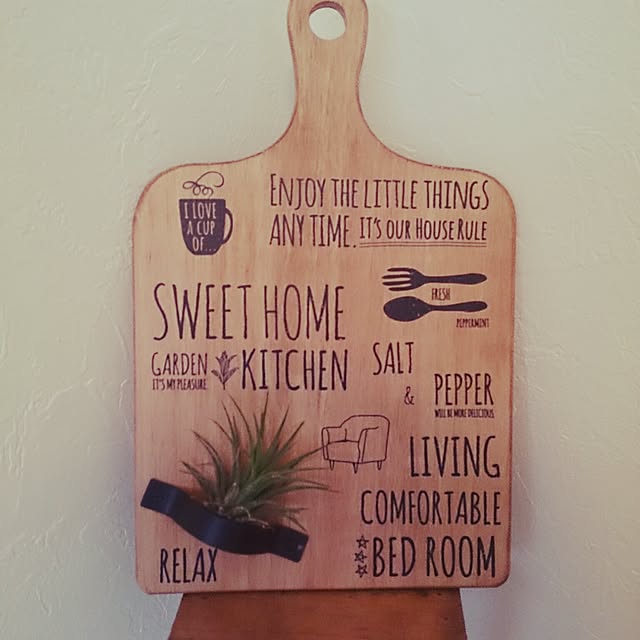 I LOVE
A CUP
OF...
ENJOY THE LITTLE THINGS
ANY TIME. IT'S OUR HOUSE RULE
FRESH
PEPPERMINT
SWEET HOME
GARDEN
IT'S MY PLEASURE.
KITCHEN
SALT
&
PEPPER
WILL BE MORE DELICIOUS.
LIVING
COMFORTABLE
BED ROOM
RELAX